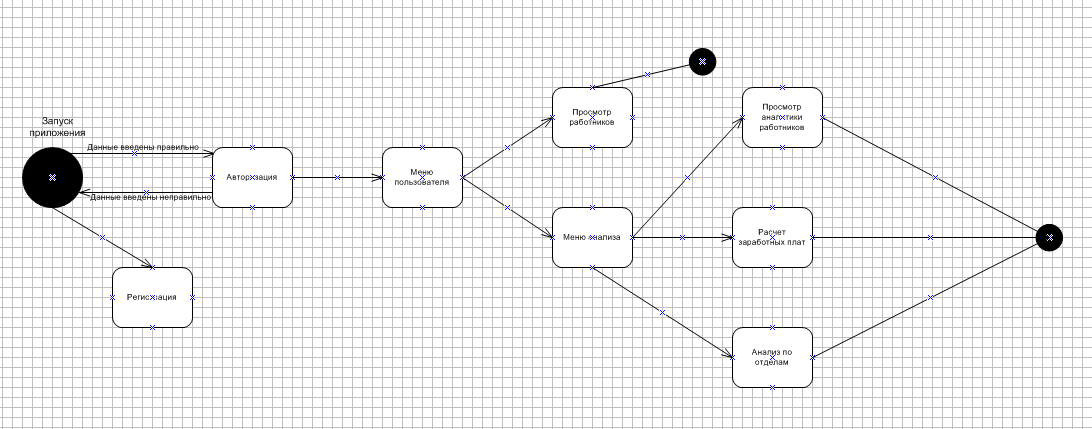 Запуск
приложения
Данные введены правильно
Данные введены неправильно
Авторизация
Регистрация
Меню
пользователя
Просмотр
работников
Меню анализа
Просмотр
аналктики
работников
Расчет
заработных плат
Анализ по
отделам